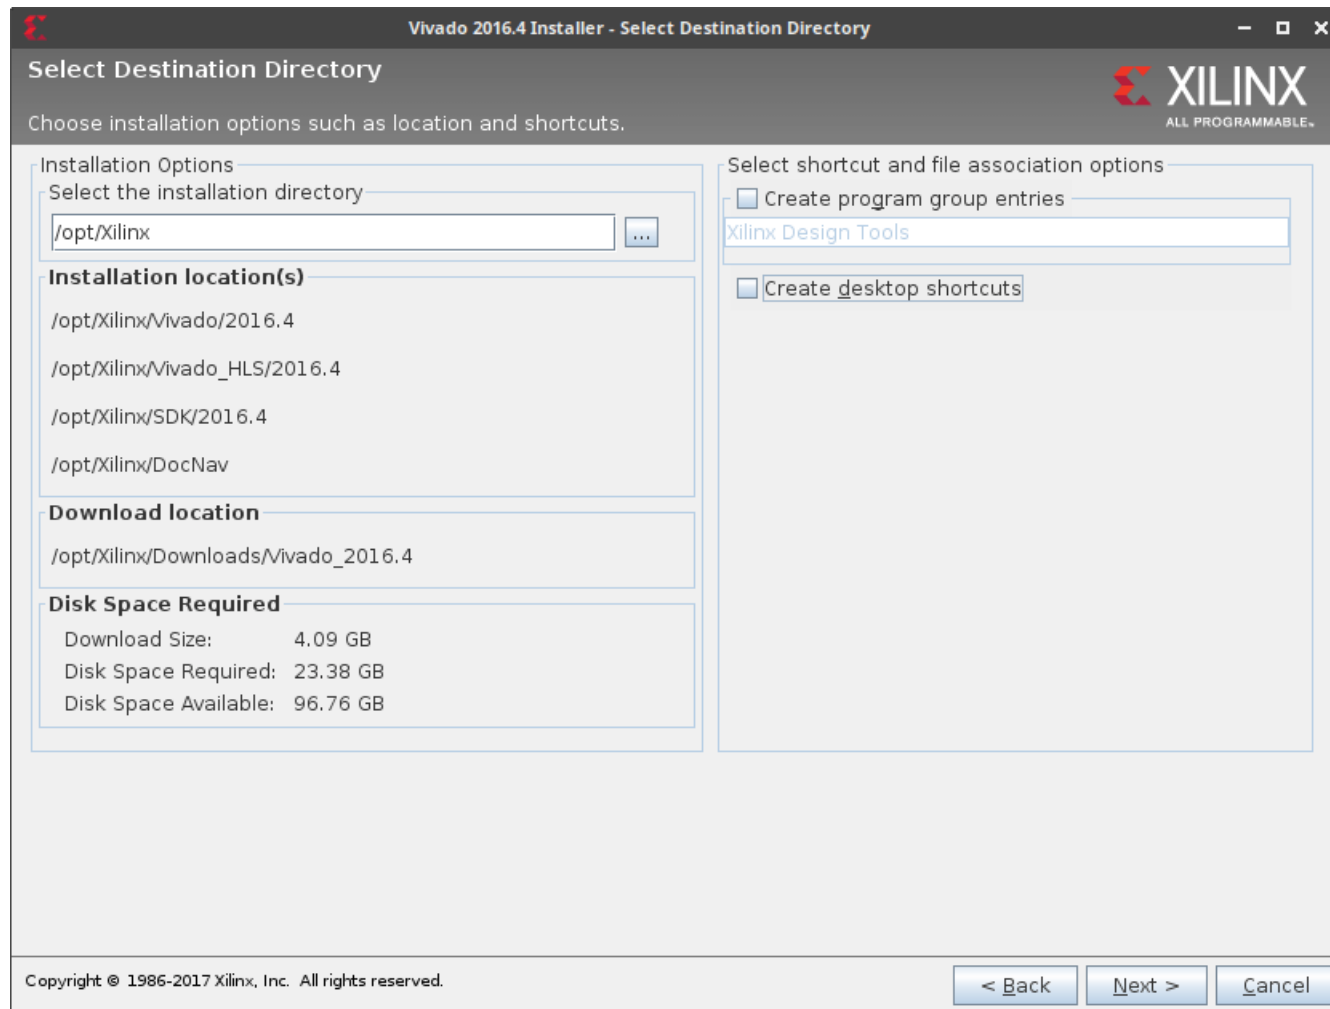 Vivado 2016.4 Installer - Select Destination Directory
Select Destination Directory
XILINX
ALL PROGRAMMABLE™
Choose installation options such as location and shortcuts.
Installation Options
Select the installation directory
/opt/Xilinx
...
Installation location(s)
/opt/Xilinx/Vivado/2016.4
/opt/Xilinx/Vivado_HLS/2016.4
/opt/Xilinx/SDK/2016.4
/opt/Xilinx/DocNav
Download location
/opt/Xilinx/Downloads/Vivado_2016.4
Disk Space Required
Download Size: 4.09 GB
Disk Space Required: 23.38 GB
Disk Space Available: 96.76 GB
Select shortcut and file association options
Create program group entries
Xilinx Design Tools
Create desktop shortcuts
Copyright © 1986-2017 Xilinx, Inc. All rights reserved.
< Back
Next >
Cancel